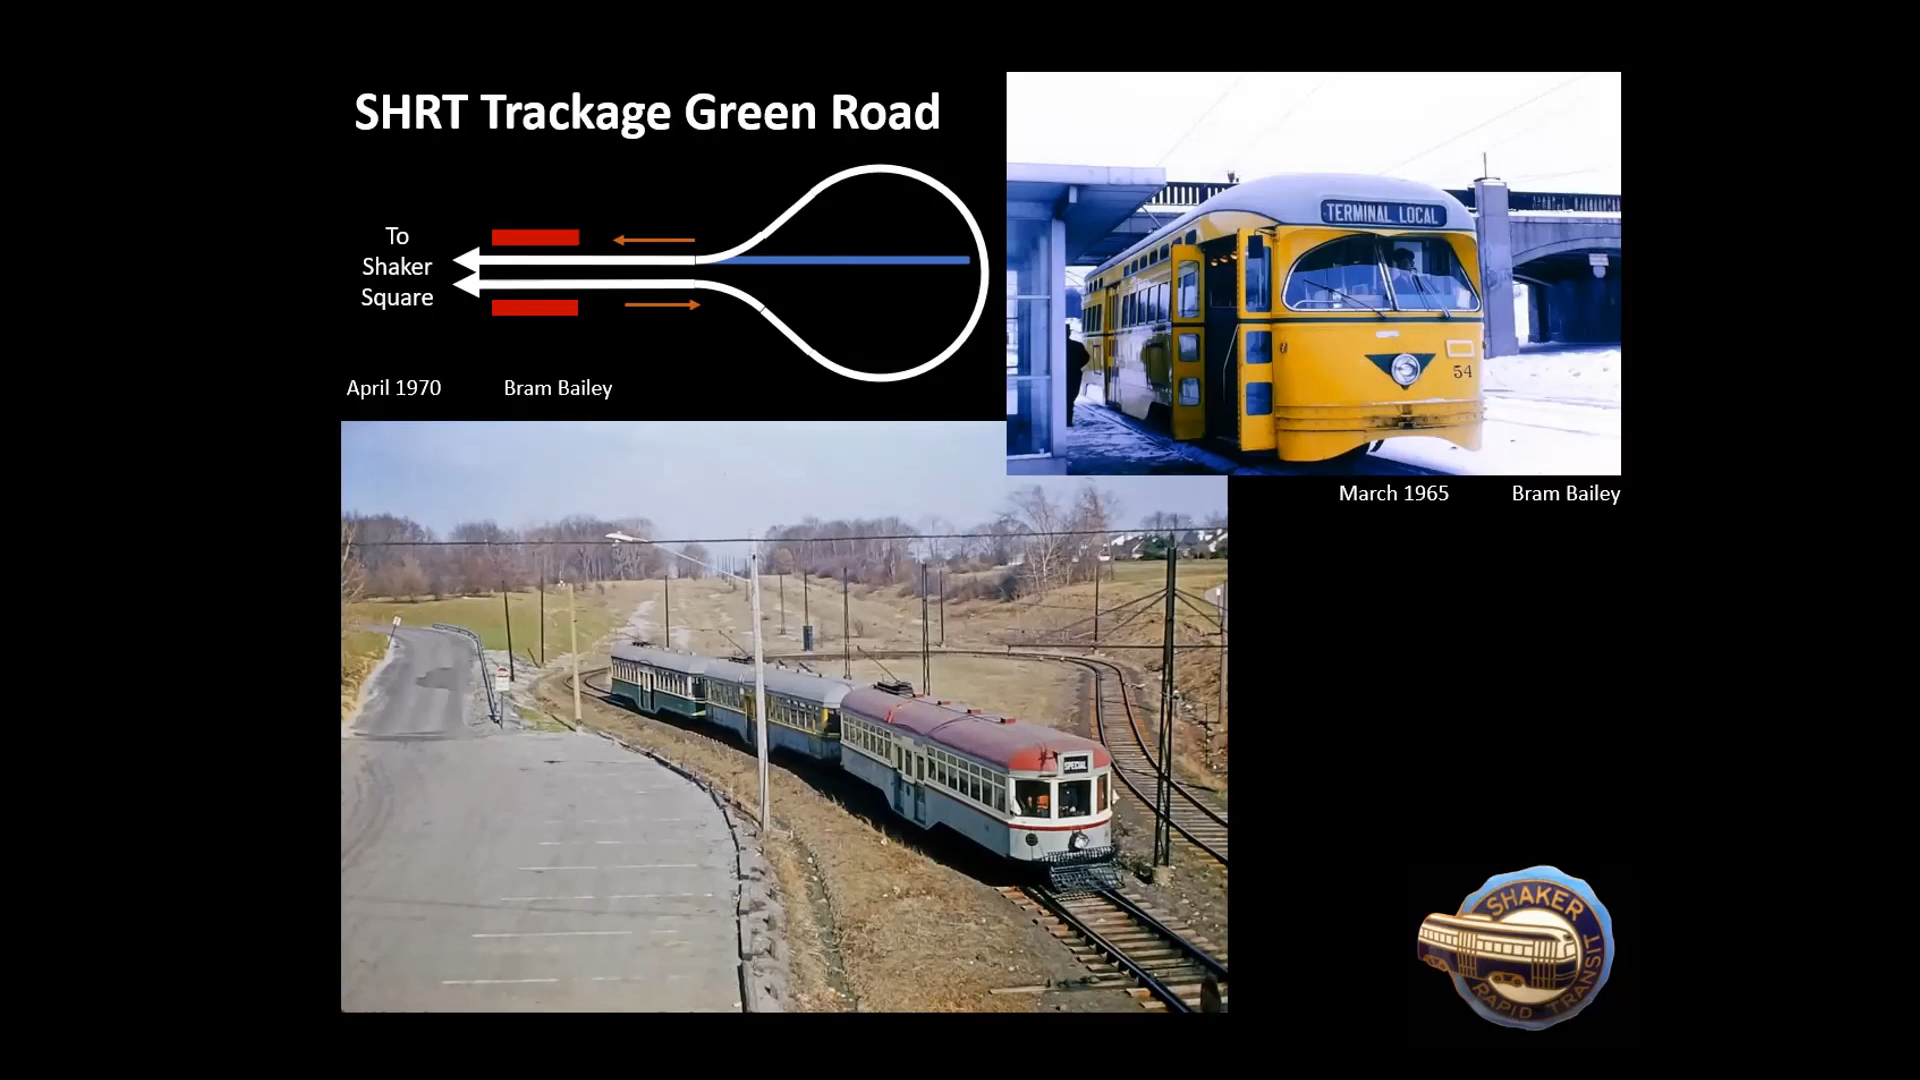 SHRT Trackage Green Road
To
Shaker
Square
April 1970
Bram Bailey
TERMINAL LOCAL
54
March 1965
Bram Bailey
SPECIAL
SHAKER
RAPID TRANSIT